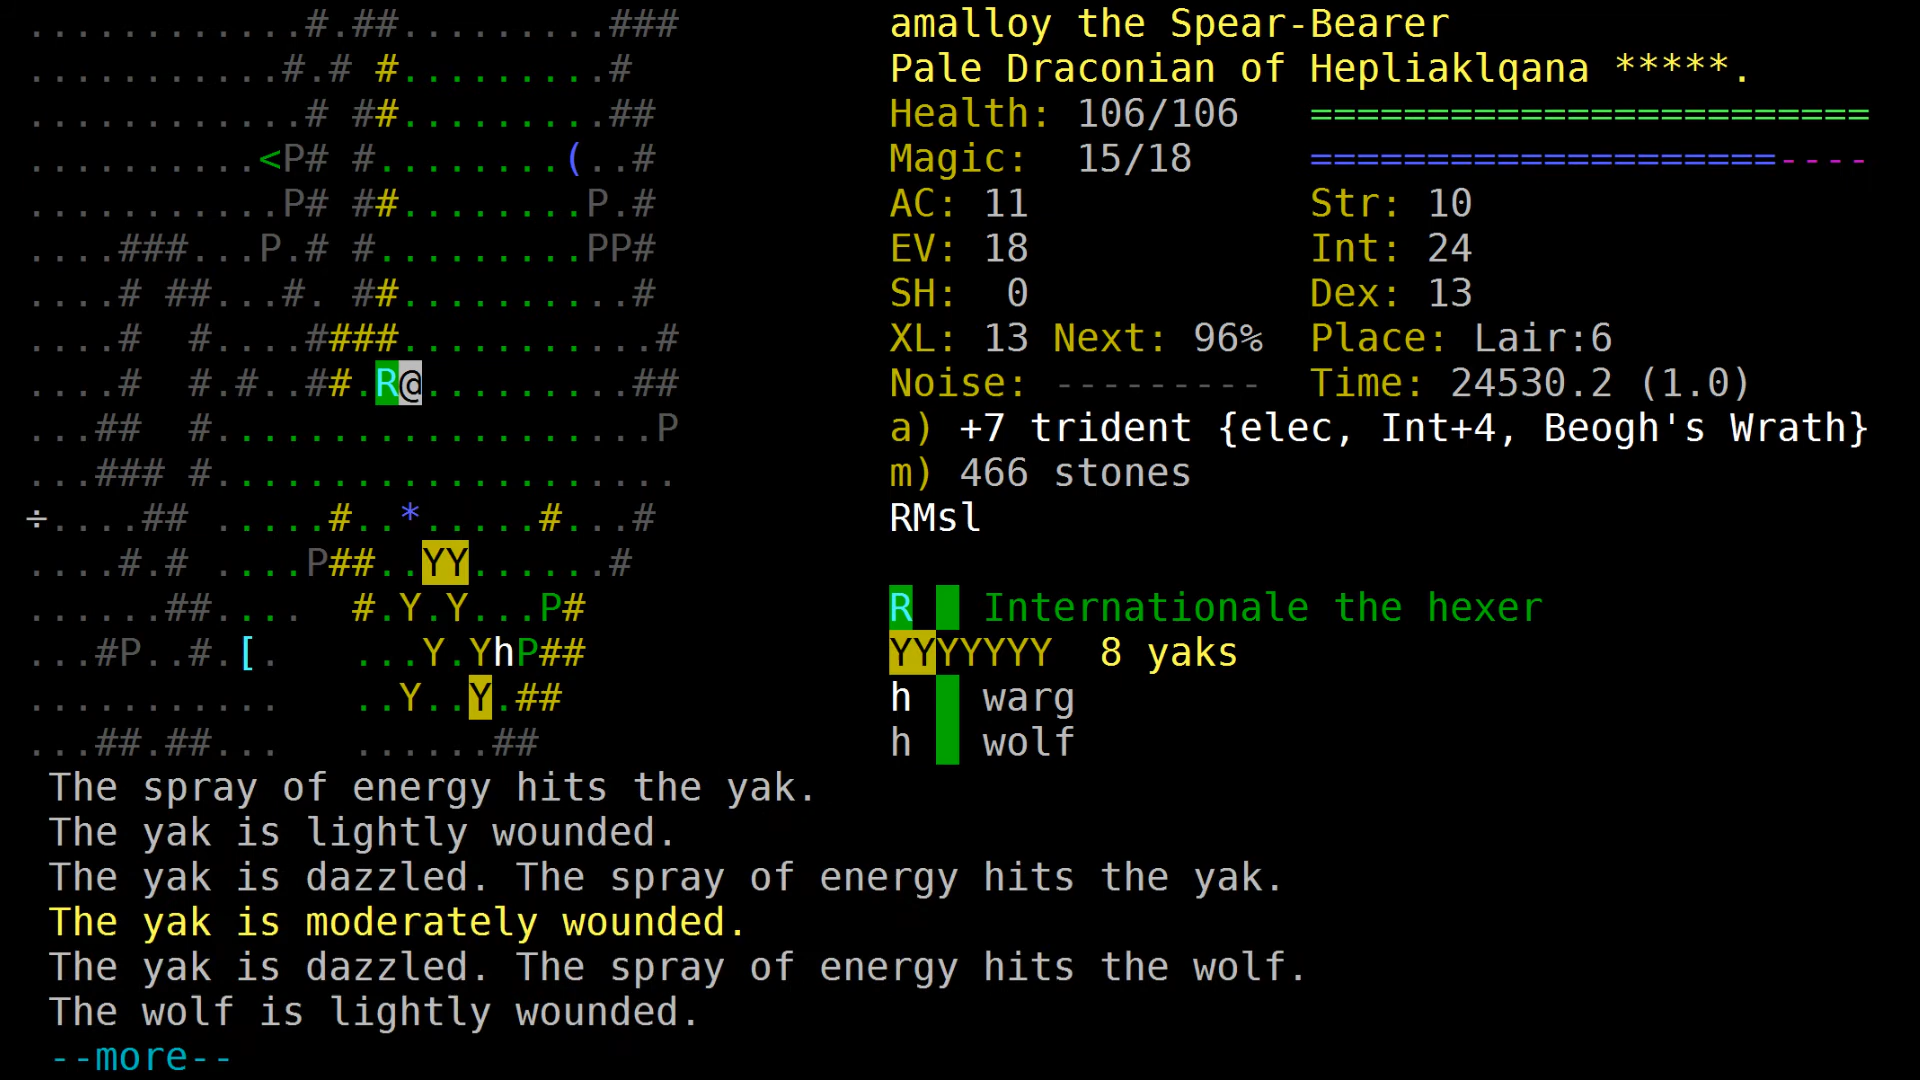 ............#.##.........### amalloy the Spear-Bearer
...........#.# #.........# Pale Draconian of Hepliaklqana *****.
............# ##.........## Health: 106/106 ========================
..........<P# #........(..# Magic: 15/18 ====================----
...........P# ##........P.# AC: 11 Str: 10
....###...P.# #.........PP# EV: 18 Int: 24
....# ##...#. ##..........# SH: 0 Dex: 13
....# #....####...........# XL: 13 Next: 96% Place: Lair:6
....# #.#..##.R@.........## Noise: --------- Time: 24530.2 (1.0)
...## #...................P a) +7 trident {elec, Int+4, Beogh's Wrath}
...### #.................... m) 466 stones
÷....## .....#..*.....#...# RMsl
....#.# ....P##..YY......#
......##.... #.Y.Y...P# R Internationale the hexer
...#P..#.[. ...Y.YhP## YYYYYYY 8 yaks
........... ..Y..Y.## h warg
...##.##... ......## h wolf
The spray of energy hits the yak.
The yak is lightly wounded.
The yak is dazzled. The spray of energy hits the yak.
The yak is moderately wounded.
The yak is dazzled. The spray of energy hits the wolf.
The wolf is lightly wounded.
--more--